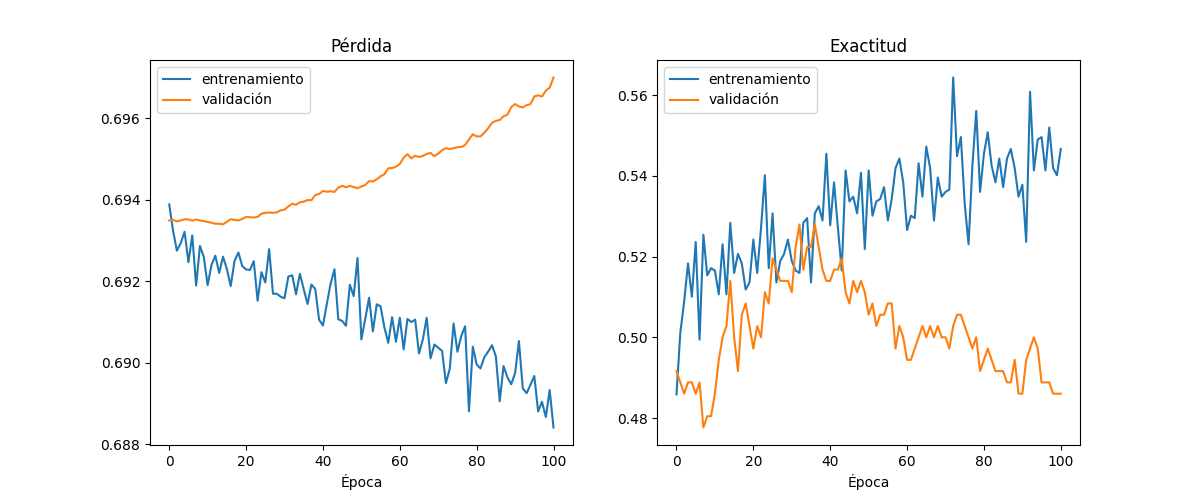 Pérdida
entrenamiento
validación
0.696
0.694
0.692
0.690
0.688
0 20 40 60 80 100
Época
Exactitud
entrenamiento
validación
0.56
0.54
0.52
0.50
0.48
0 20 40 60 80 100
Época